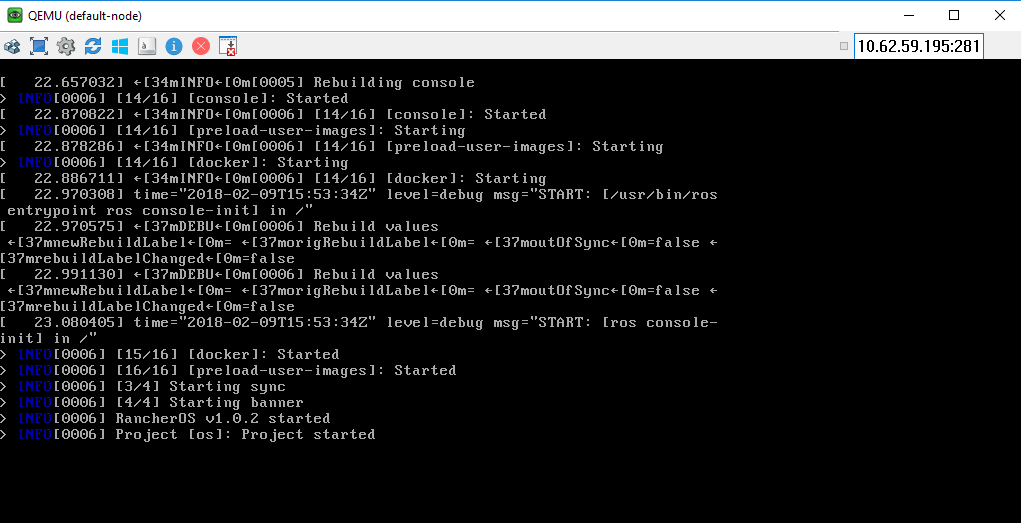 QEMU (default-node)
10.62.59.195:281
[   22.657032] ←[34mINFO←[0m[0005] Rebuilding console
> INFO[0006] [14/16] [console]: Started
[   22.870822] ←[34mINFO←[0m[0006] [14/16] [console]: Started
> INFO[0006] [14/16] [preload-user-images]: Starting
[   22.878286] ←[34mINFO←[0m[0006] [14/16] [preload-user-images]: Starting
> INFO[0006] [14/16] [docker]: Starting
[   22.886711] ←[34mINFO←[0m[0006] [14/16] [docker]: Starting
[   22.970308] time="2018-02-09T15:53:34Z" level=debug msg="START: [/usr/bin/ros
 entrypoint ros console-init] in /"
[   22.970575] ←[37mDEBU←[0m[0006] Rebuild values
 ←[37mnewRebuildLabel←[0m= ←[37morigRebuildLabel←[0m= ←[37moutOfSync←[0m=false ←
[37mrebuildLabelChanged←[0m=false
[   22.991130] ←[37mDEBU←[0m[0006] Rebuild values
 ←[37mnewRebuildLabel←[0m= ←[37morigRebuildLabel←[0m= ←[37moutOfSync←[0m=false ←
[37mrebuildLabelChanged←[0m=false
[   23.080405] time="2018-02-09T15:53:34Z" level=debug msg="START: [ros console-
init] in /"
> INFO[0006] [15/16] [docker]: Started
> INFO[0006] [16/16] [preload-user-images]: Started
> INFO[0006] [3/4] Starting sync
> INFO[0006] [4/4] Starting banner
> INFO[0006] RancherOS v1.0.2 started
> INFO[0006] Project [os]: Project started